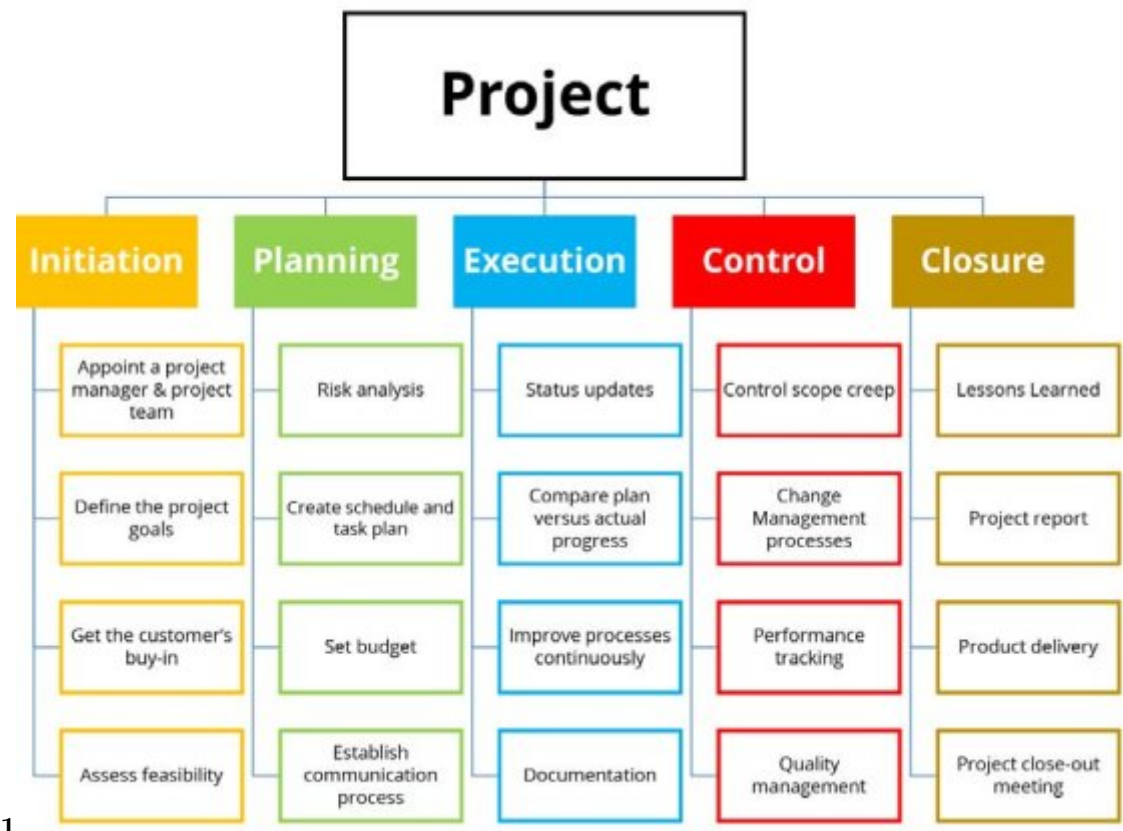 Project
Initiation
Planning
Execution
Control
Closure
Appoint a project
manager & project
team
Risk analysis
Status updates
Control scope creep
Lessons Learned
Define the project
goals
Create schedule and
task plan
Compare plan
versus actual
progress
Change
Management
processes
Project report
Get the customer's
buy-in
Set budget
Improve processes
continuously
Performance
tracking
Product delivery
Assess feasibility
Establish
communication
process
Documentation
Quality
management
Project close-out
meeting
1